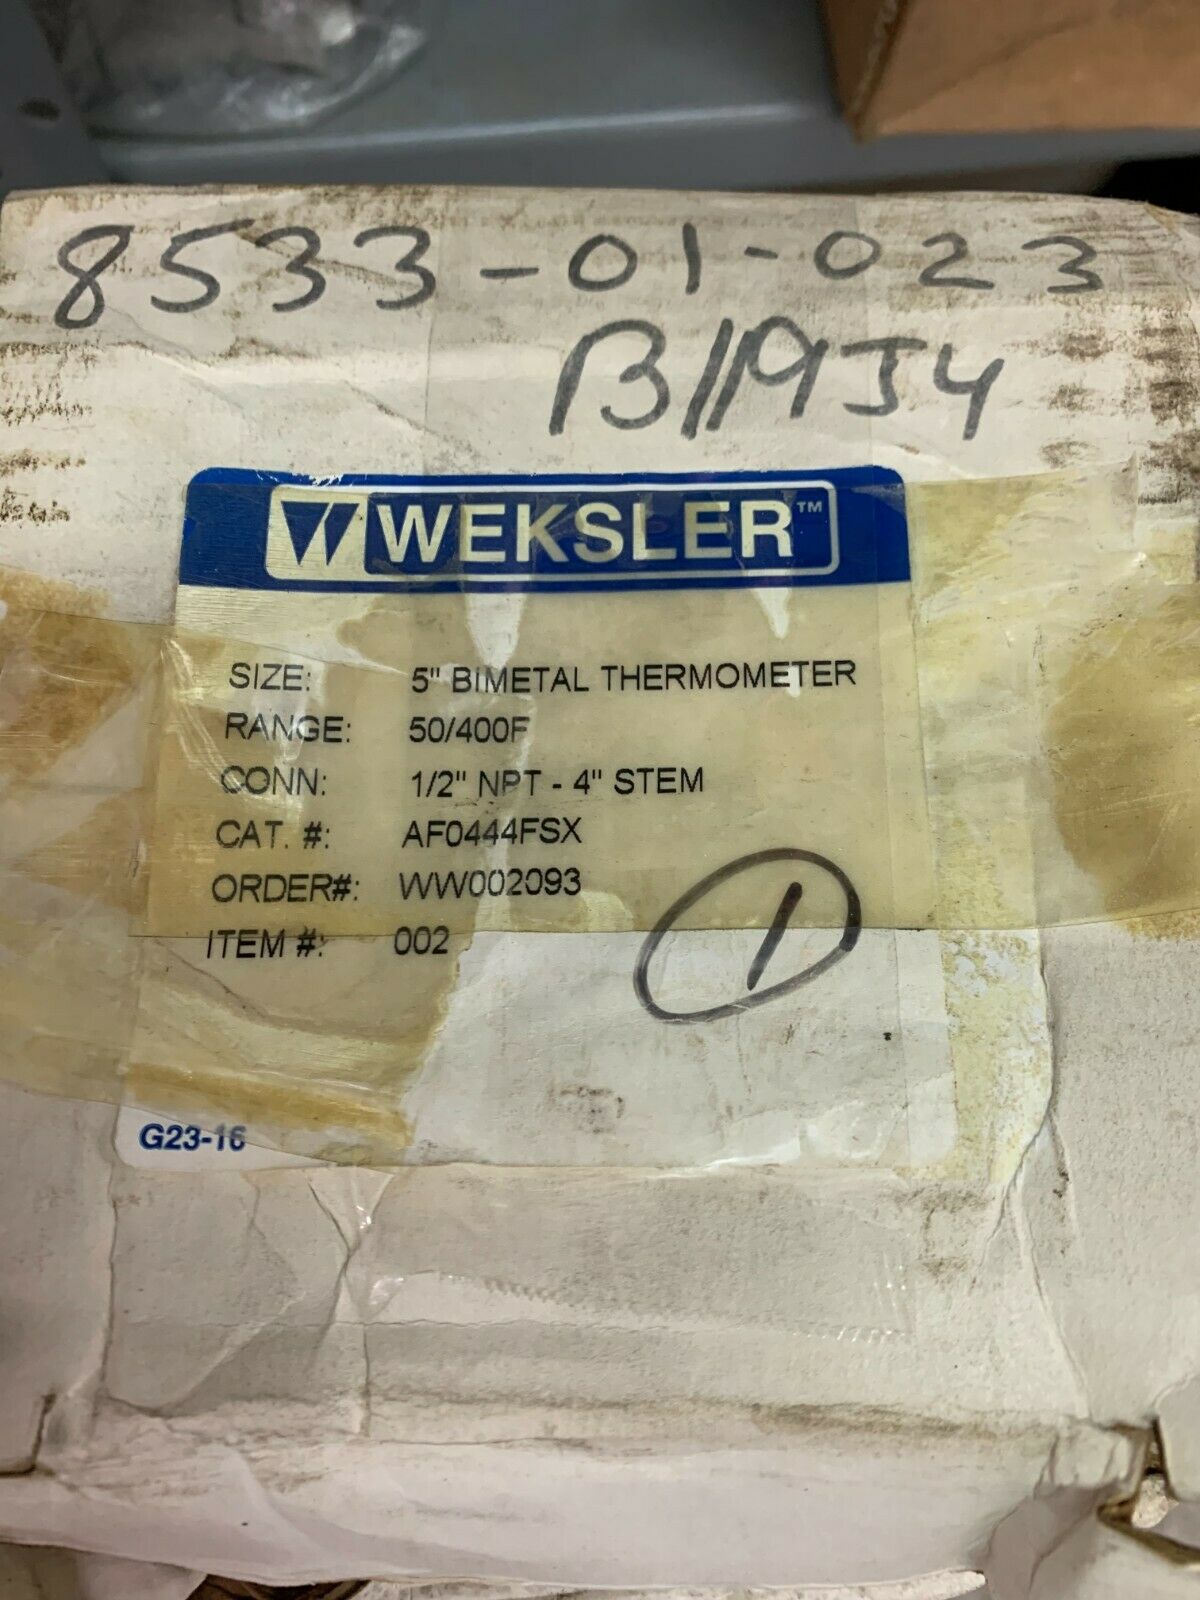 8533-01-023
B119J4
WEKSLER™
SIZE: 5" BIMETAL THERMOMETER
RANGE: 50/400F
CONN: 1/2" NPT - 4" STEM
CAT. #: AF0444FSX
ORDER#: WW002093
ITEM #: 002
1
G23-16